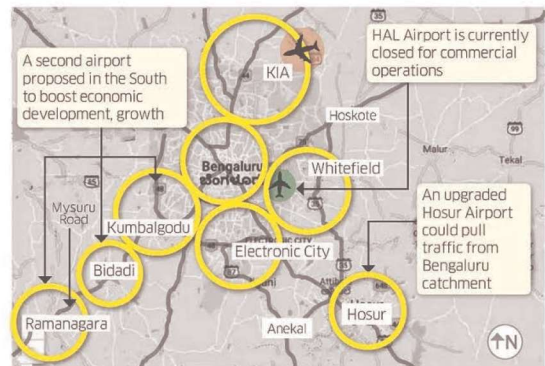 A second airport
proposed in the South
to boost economic
development, growth
HAL Airport is currently
closed for commercial
operations
KIA
Hoskote
Malur
Tekal
Bengaluru
Whitefield
Mysuru
Road
Kumbalgodu
Electronic City
ELECTRONIC CITY
An upgraded
Hosur Airport
could pull
traffic from
Bengaluru
catchment
Bidadi
Ramanagara
Anekal
Hosur
N